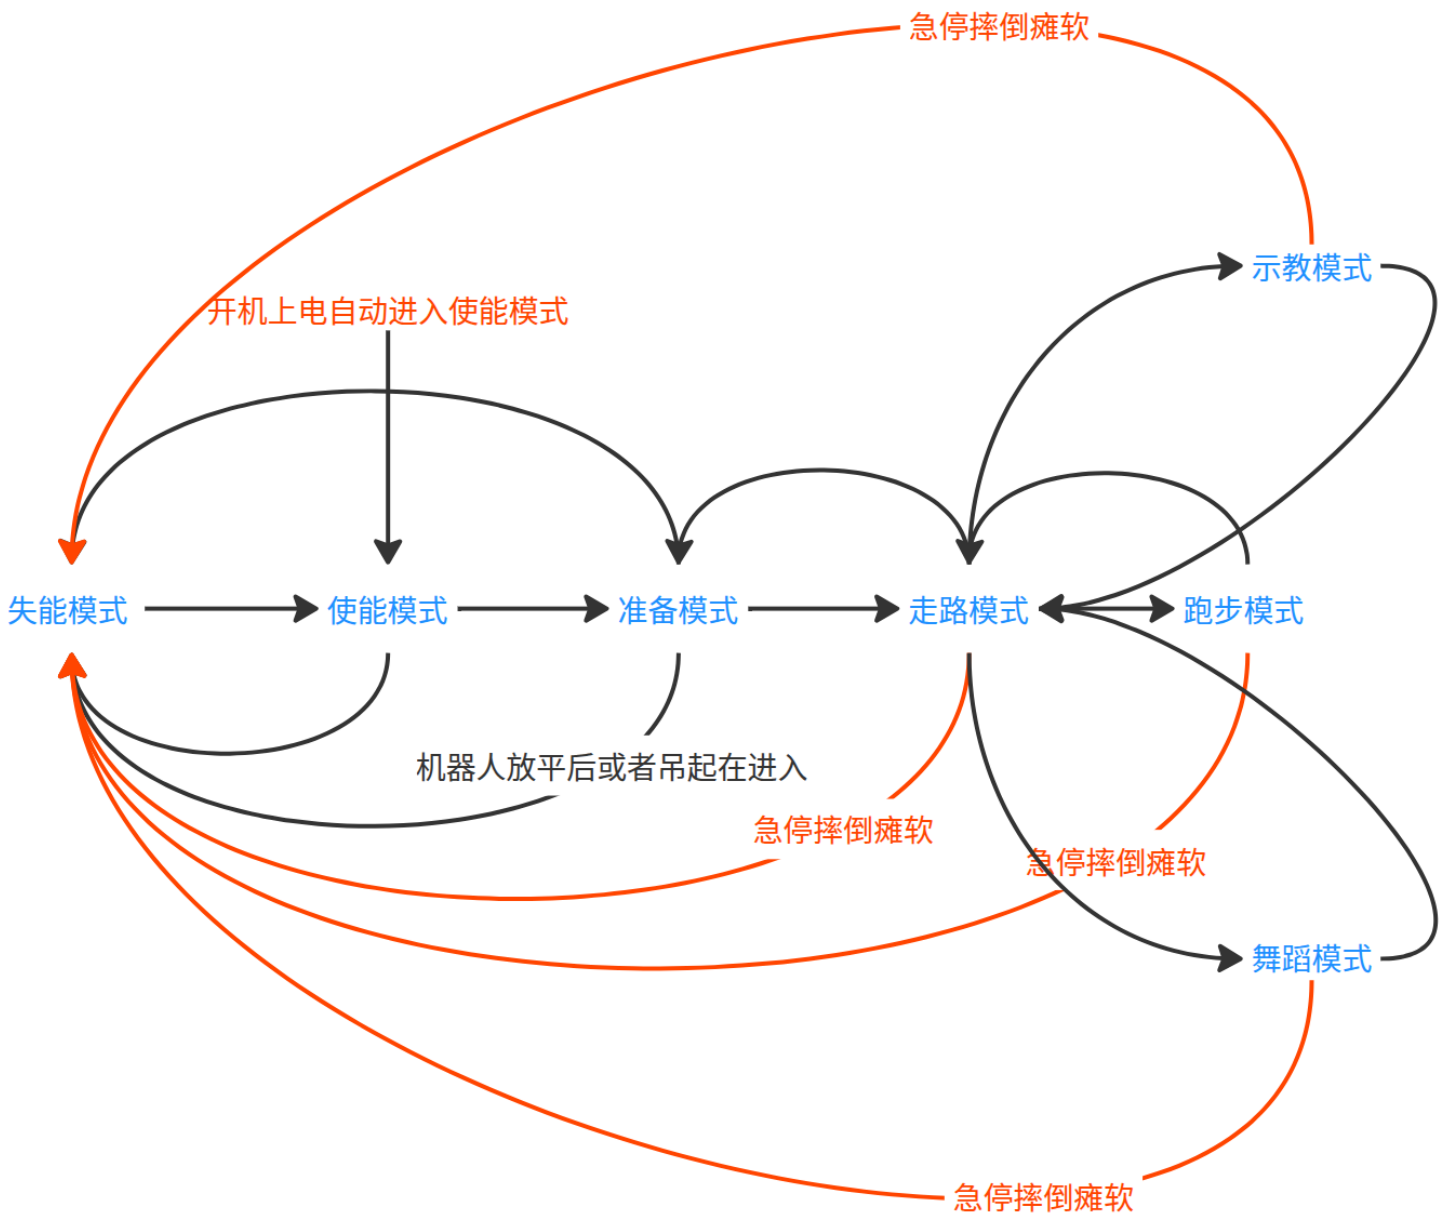 急停摔倒瘫软
示教模式
开机上电自动进入使能模式
失能模式
使能模式
准备模式
走路模式
跑步模式
机器人放平后或者吊起在进入
急停摔倒瘫软
急停摔倒瘫软
舞蹈模式
急停摔倒瘫软